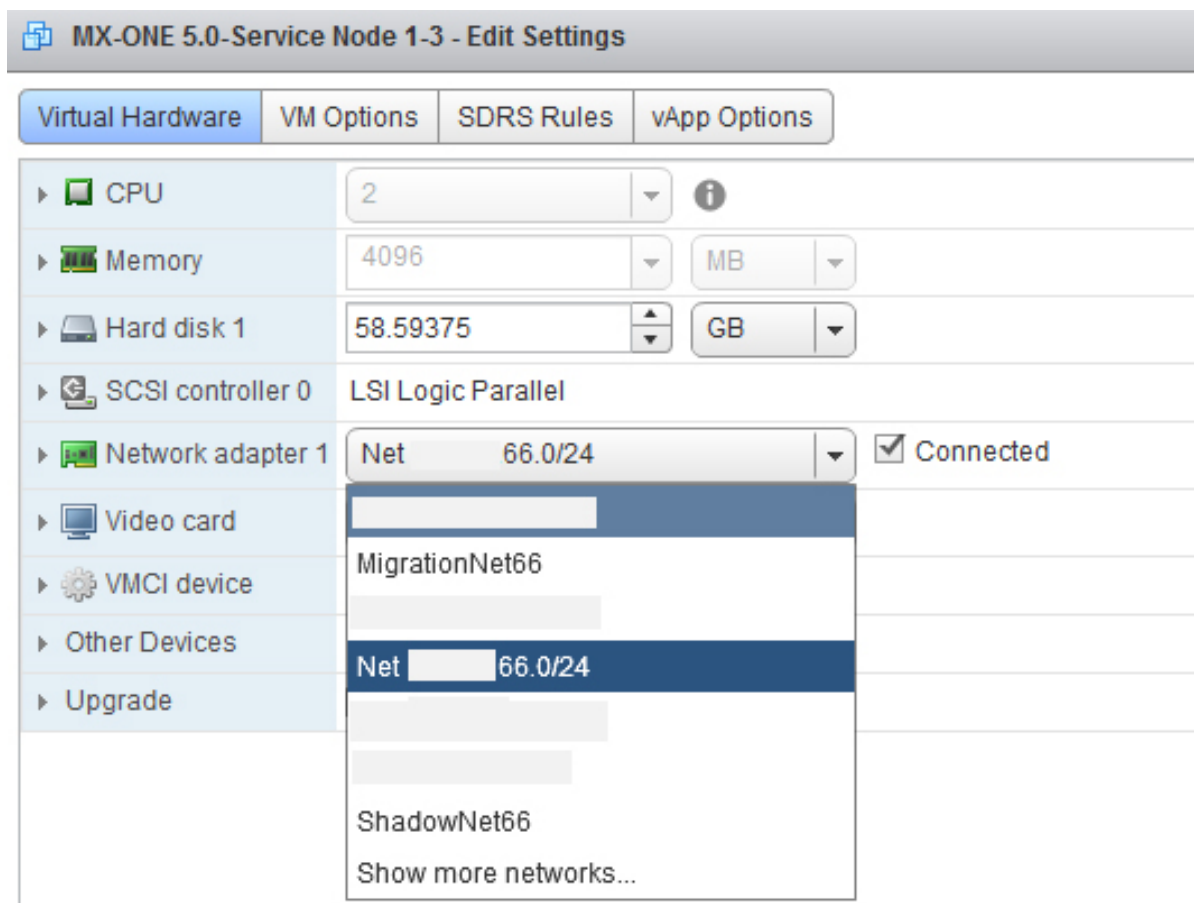 MX-ONE 5.0-Service Node 1-3 - Edit Settings
Virtual Hardware VM Options SDRS Rules vApp Options
CPU 2
Memory 4096 MB
Hard disk 1 58.59375 GB
SCSI controller 0 LSI Logic Parallel
Network adapter 1 Net 66.0/24 Connected
Video card
MigrationNet66
VMCI device
Other Devices
Net 66.0/24
Upgrade
ShadowNet66
Show more networks...